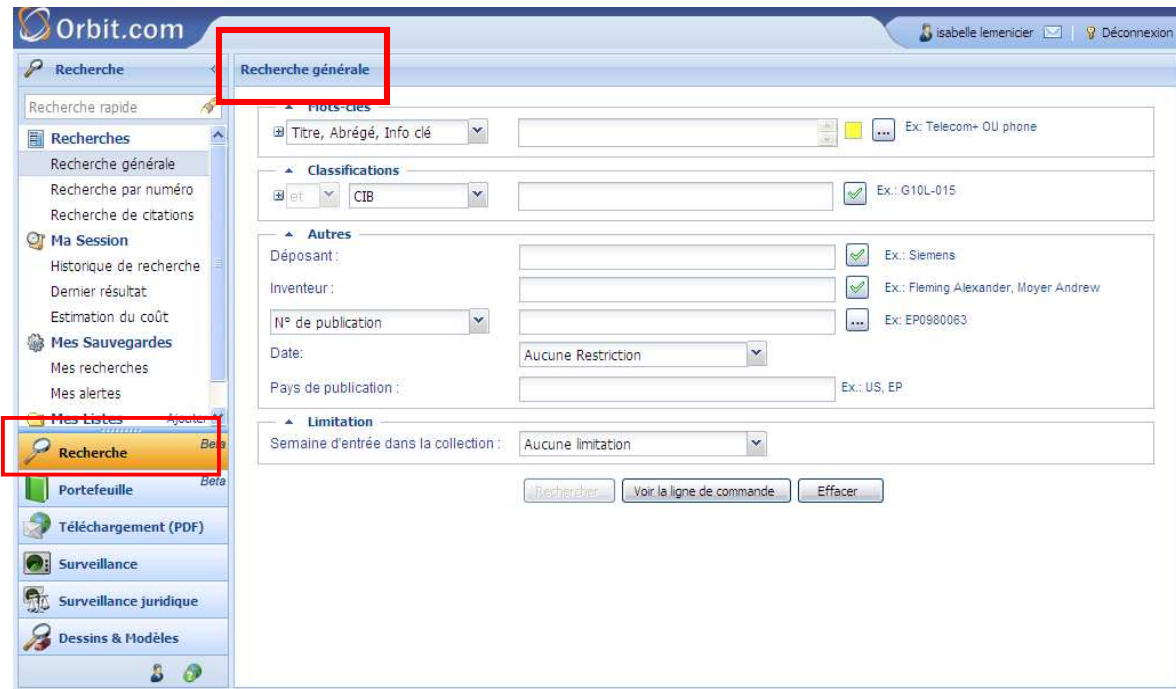 Orbit.com
isabelle lemenicier
Déconnexion
Recherche
Recherche générale
Recherche rapide
Recherches
Recherche générale
Recherche par numéro
Recherche de citations
Ma Session
Historique de recherche
Dernier résultat
Estimation du coût
Mes Sauvegardes
Mes recherches
Mes alertes
Mes Listes Ajouter
Recherche Beta
Portefeuille Beta
Téléchargement (PDF)
Surveillance
Surveillance juridique
Dessins & Modèles
Mots-clés
Titre, Abrégé, Info clé ... Ex: Telecom+ OU phone
Classifications
et CIB Ex.: G10L-015
Autres
Déposant : Ex.: Siemens
Inventeur : Ex.: Fleming Alexander, Moyer Andrew
N° de publication ... Ex: EP0980063
Date: Aucune Restriction
Pays de publication : Ex.: US, EP
Limitation
Semaine d'entrée dans la collection : Aucune limitation
Rechercher Voir la ligne de commande Effacer